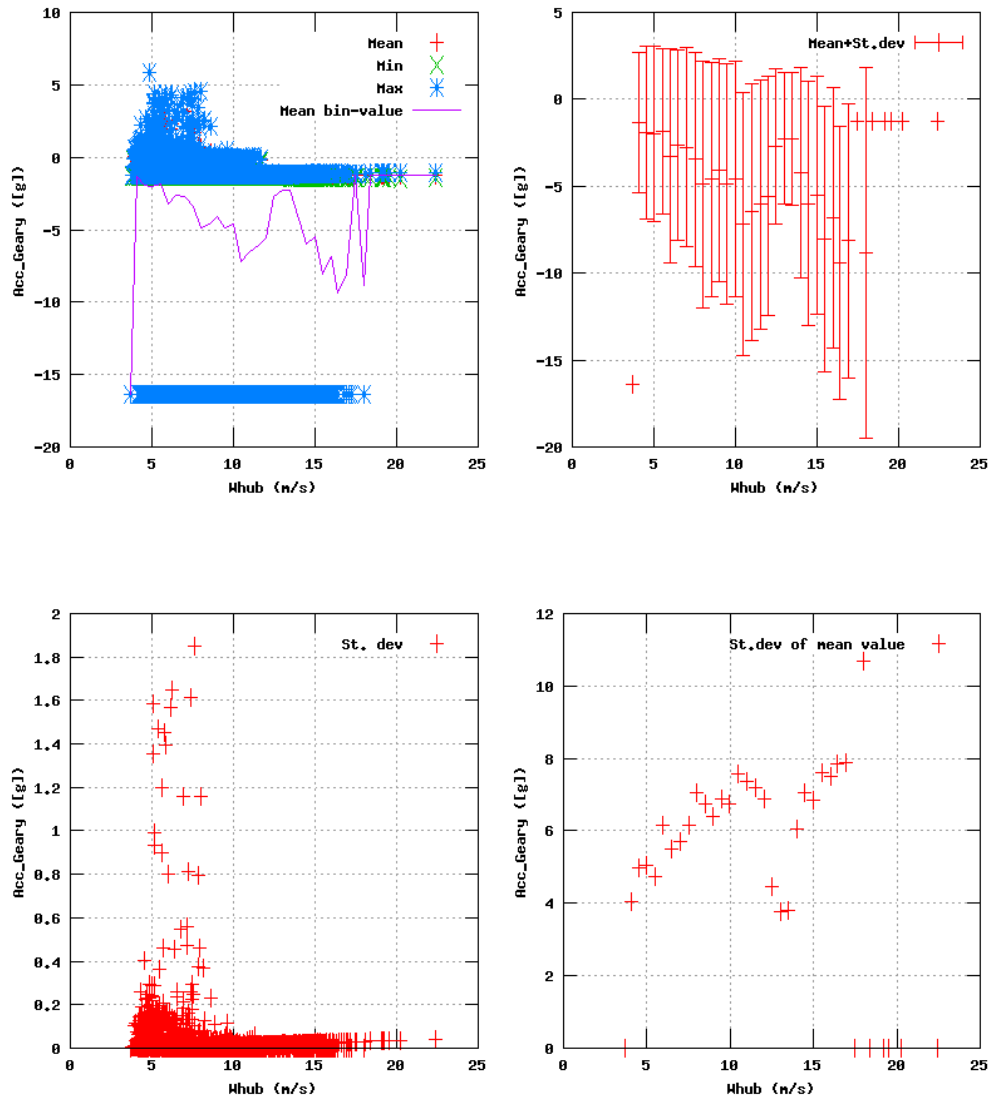 10
5
0
-5
-10
-15
-20
Acc_Geary ([g])
Mean
Min
Max
Mean bin-value
0 5 10 15 20 25
Whub (m/s)
5
0
-5
-10
-15
-20
Acc_Geary ([g])
Mean+St.dev
0 5 10 15 20 25
Whub (m/s)
2
1.8
1.6
1.4
1.2
1
0.8
0.6
0.4
0.2
0
Acc_Geary ([g])
St. dev
0 5 10 15 20 25
Whub (m/s)
12
10
8
6
4
2
0
Acc_Geary ([g])
St.dev of mean value
0 5 10 15 20 25
Whub (m/s)